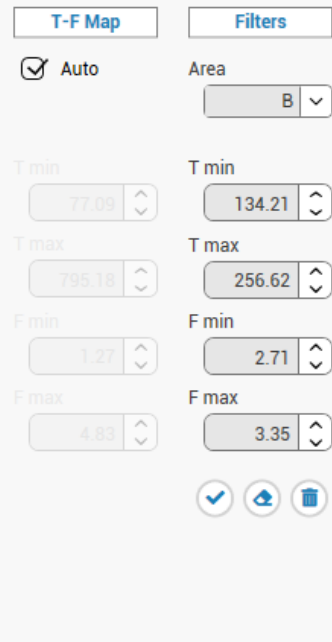 T-F Map Filters
Auto Area
B
T min T min
77.09 134.21
T max T max
795.18 256.62
F min F min
1.27 2.71
F max F max
4.83 3.35